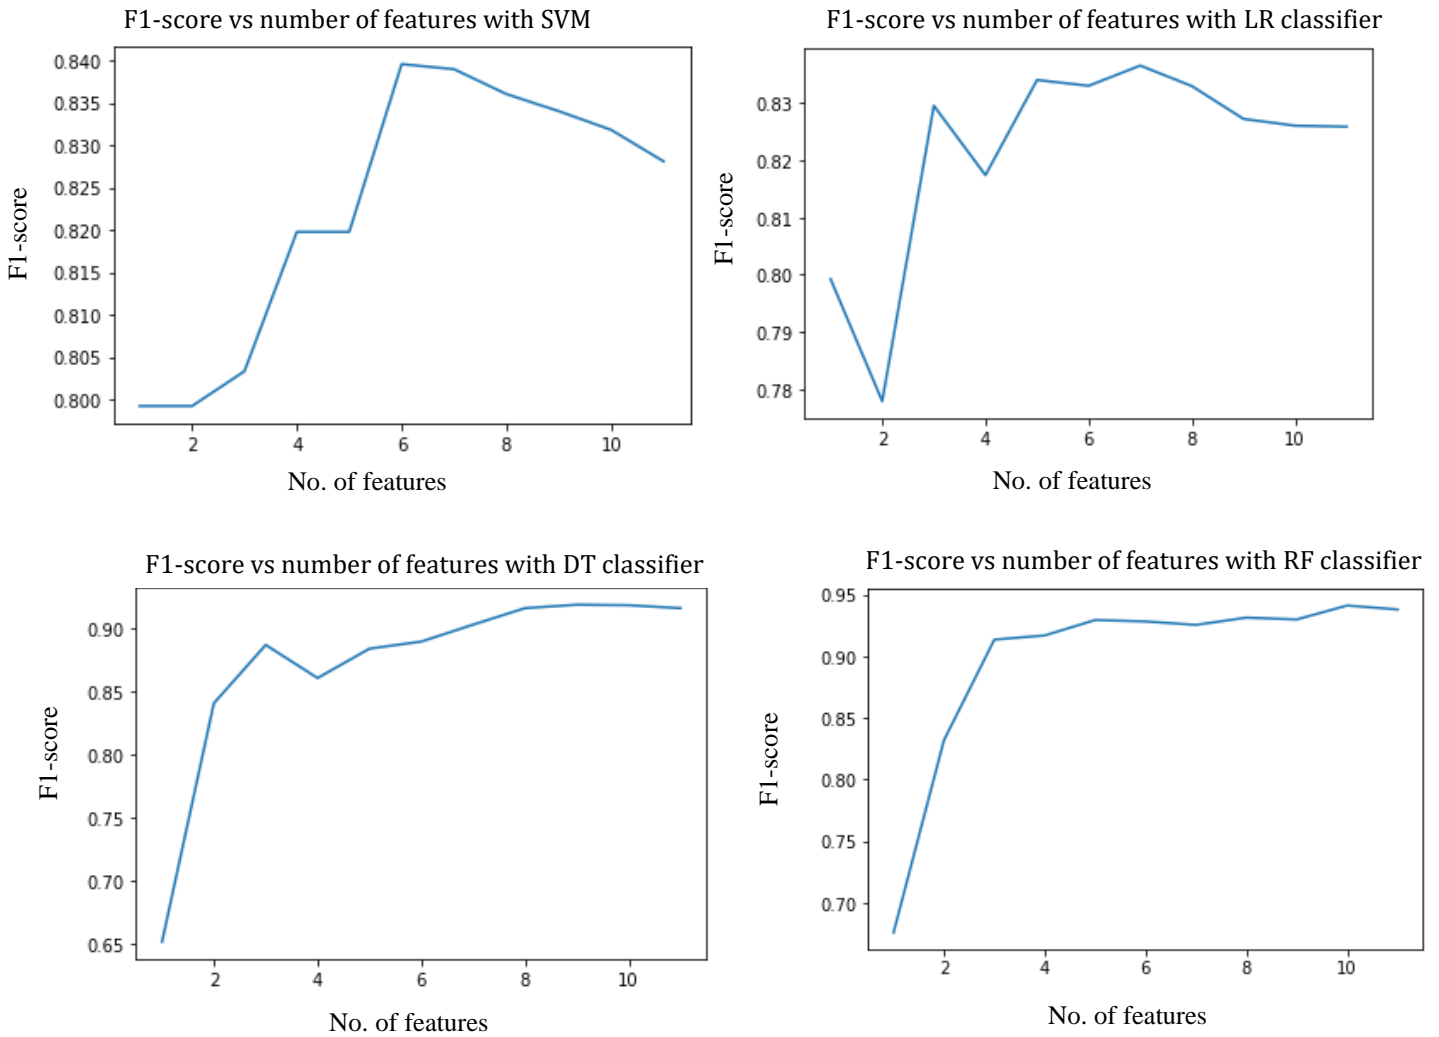 F1-score vs number of features with SVM
0.840
0.835
0.830
0.825
0.820
0.815
0.810
0.805
0.800
F1-score
2 4 6 8 10
No. of features
F1-score vs number of features with LR classifier
0.83
0.82
0.81
0.80
0.79
0.78
F1-score
2 4 6 8 10
No. of features
F1-score vs number of features with DT classifier
0.90
0.85
0.80
0.75
0.70
0.65
F1-score
2 4 6 8 10
No. of features
F1-score vs number of features with RF classifier
0.95
0.90
0.85
0.80
0.75
0.70
F1-score
2 4 6 8 10
No. of features